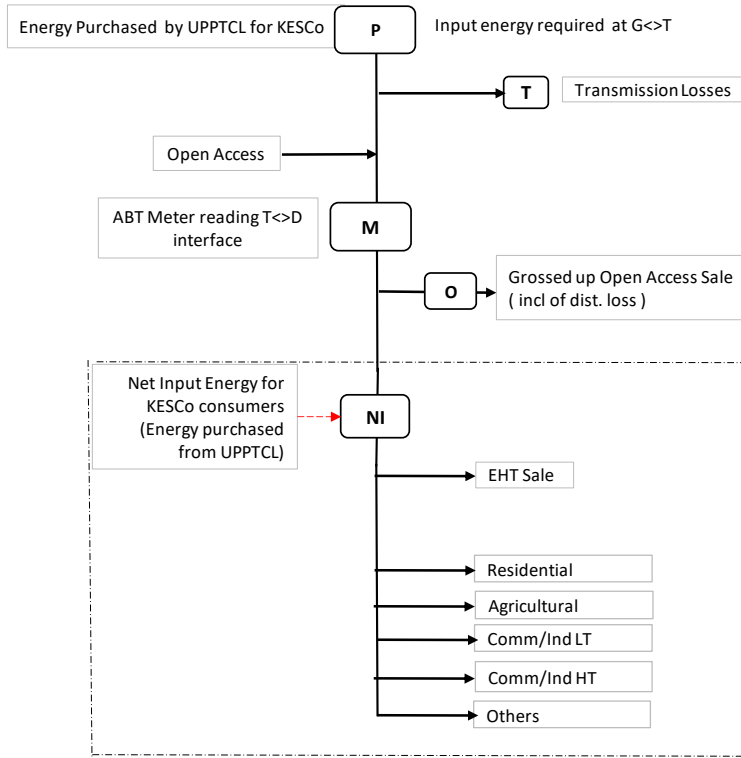 Energy Purchased by UPPTCL for KESCo
P
Input energy required at G<>T
T
Transmission Losses
Open Access
ABT Meter reading T<>D
interface
M
O
Grossed up Open Access Sale
( incl of dist. loss )
Net Input Energy for
KESCo consumers
(Energy purchased
from UPPTCL)
NI
EHT Sale
Residential
Agricultural
Comm/Ind LT
Comm/Ind HT
Others